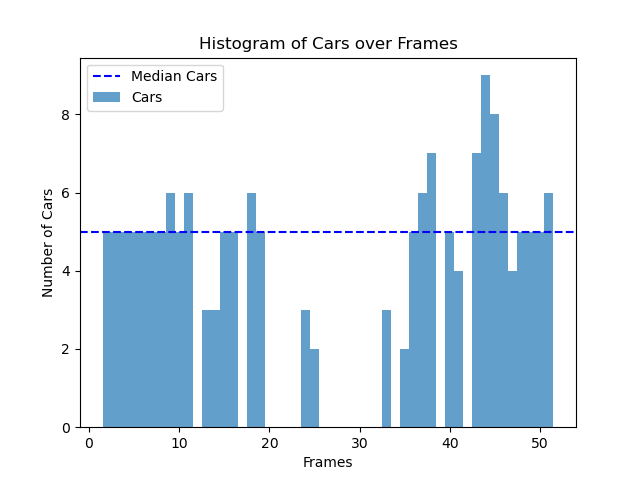 Histogram of Cars over Frames
Median Cars
Cars
Number of Cars
8
6
4
2
0
0 10 20 30 40 50
Frames